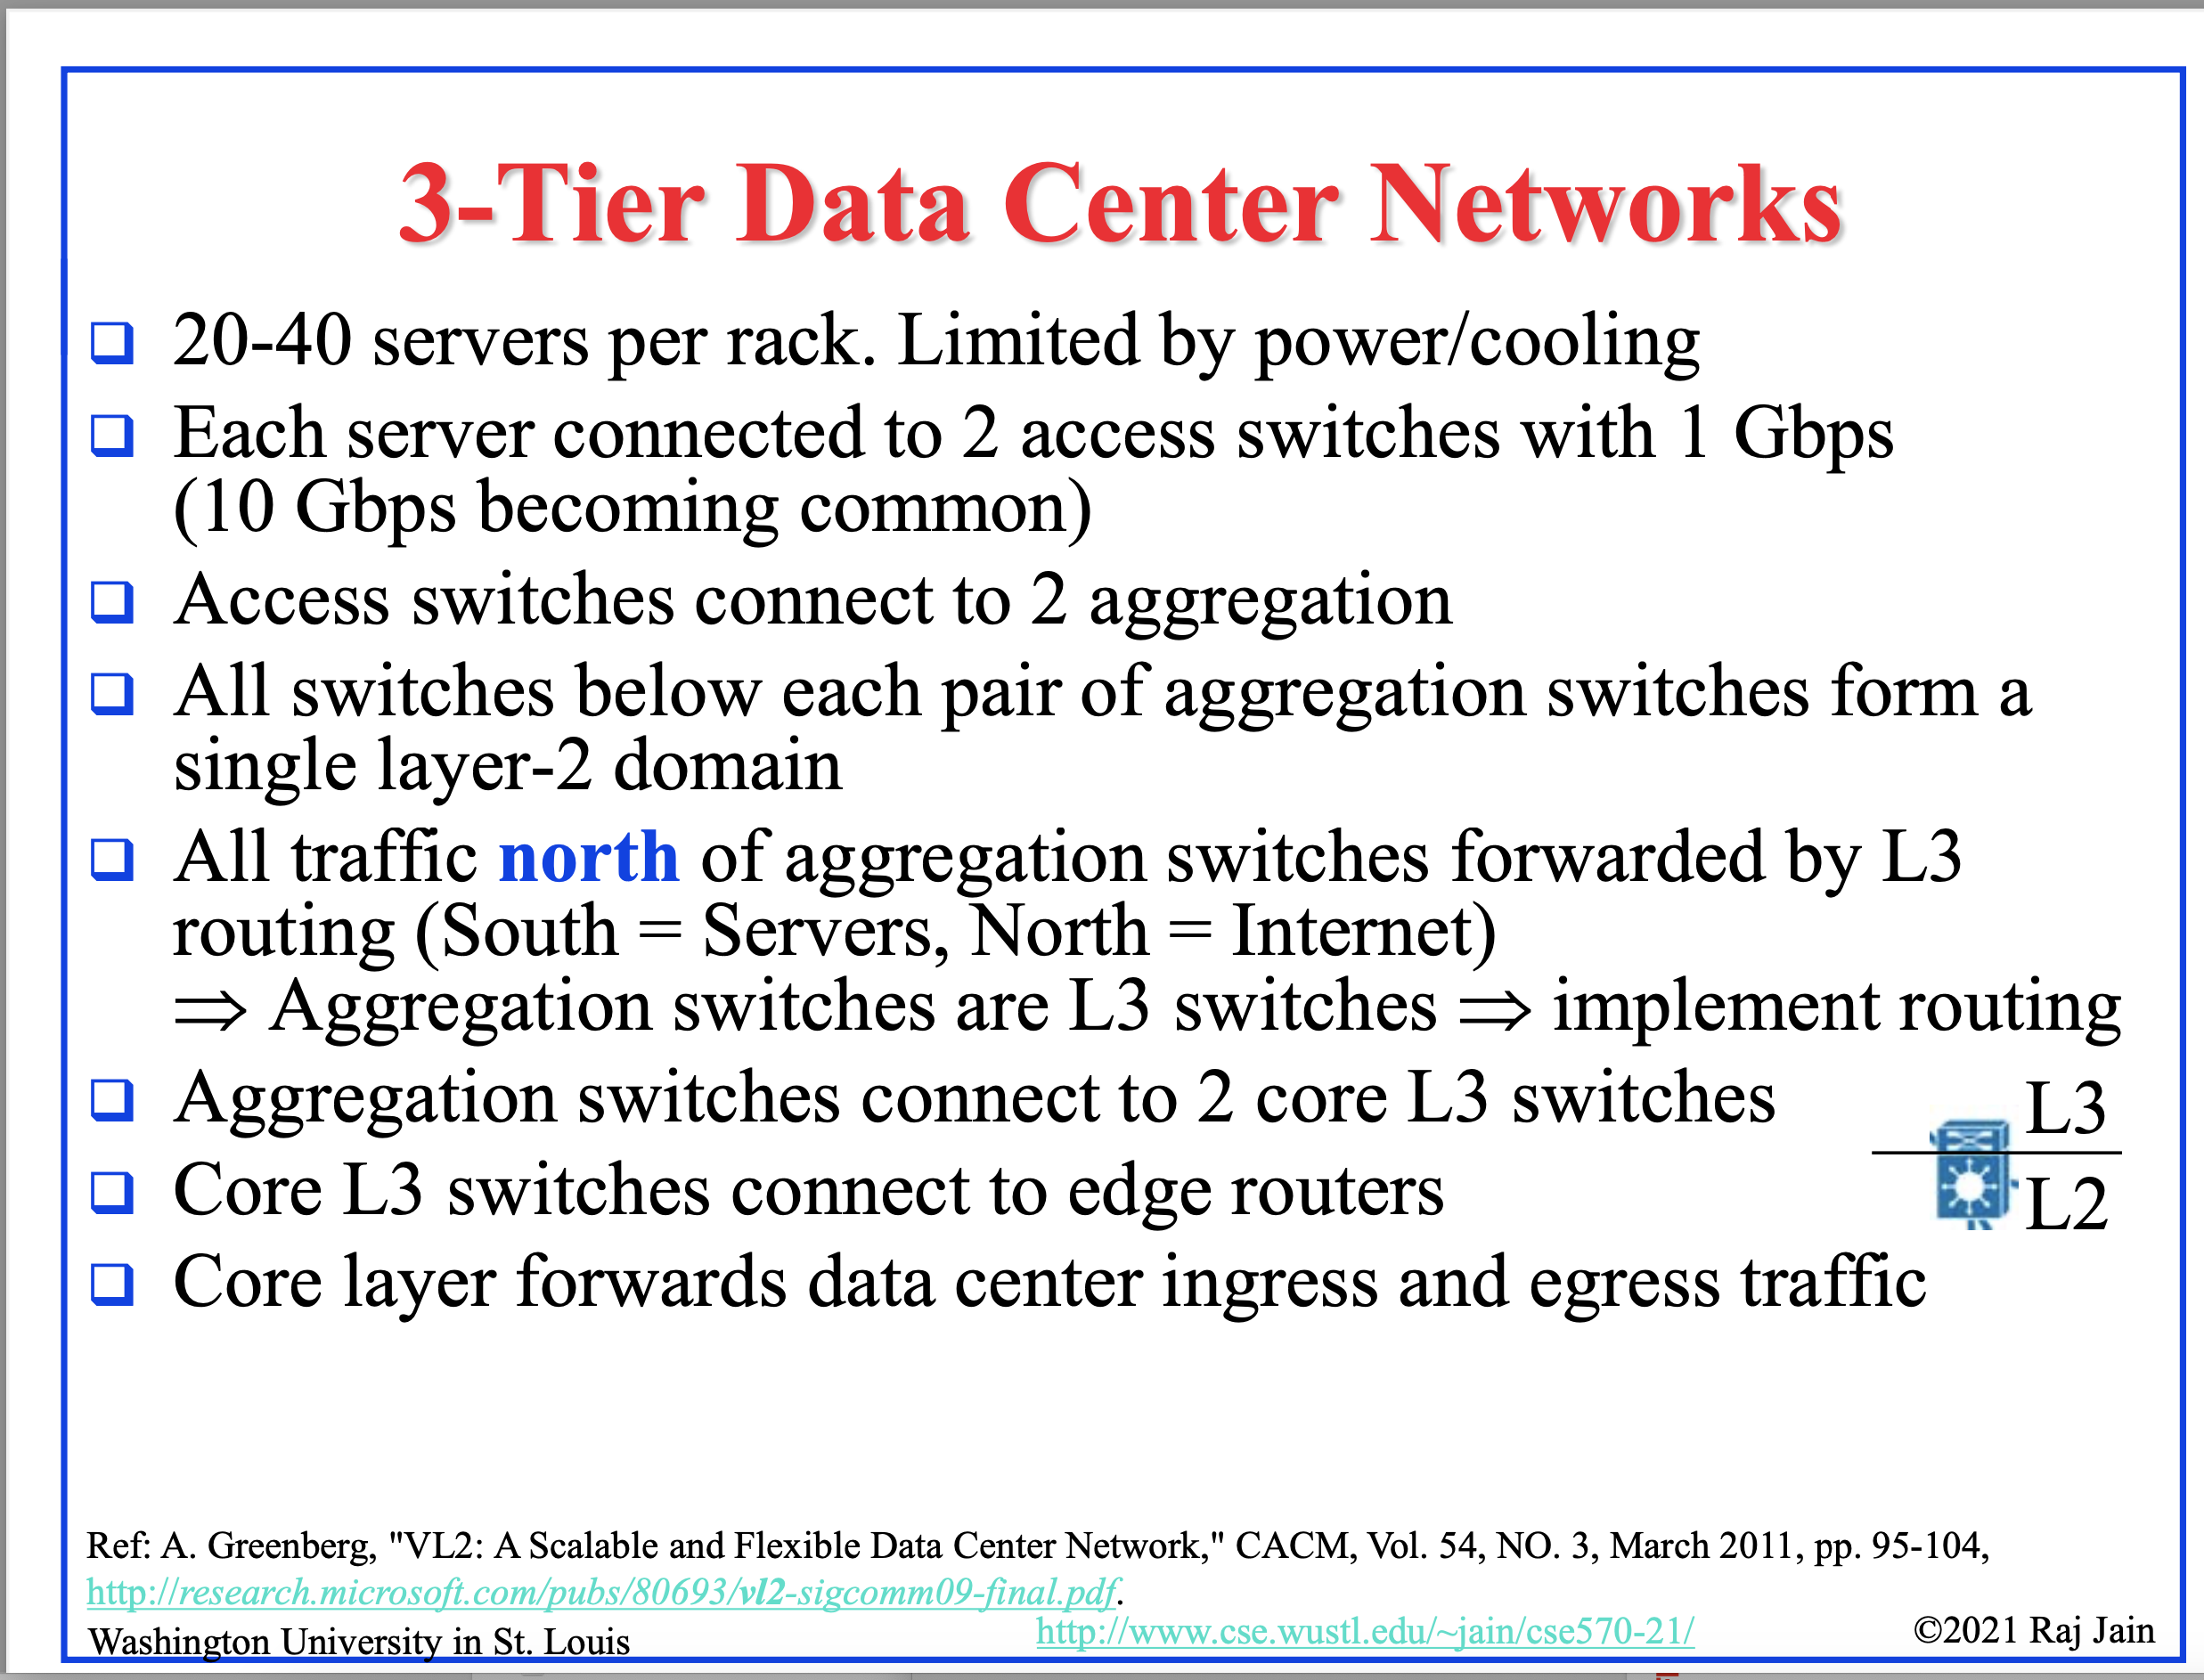 3-Tier Data Center Networks
20-40 servers per rack. Limited by power/cooling
Each server connected to 2 access switches with 1 Gbps
(10 Gbps becoming common)
Access switches connect to 2 aggregation
All switches below each pair of aggregation switches form a
single layer-2 domain
All traffic north of aggregation switches forwarded by L3
routing (South = Servers, North = Internet)
⇒ Aggregation switches are L3 switches ⇒ implement routing
Aggregation switches connect to 2 core L3 switches
L3
Core L3 switches connect to edge routers
L2
Core layer forwards data center ingress and egress traffic
Ref: A. Greenberg, "VL2: A Scalable and Flexible Data Center Network," CACM, Vol. 54, NO. 3, March 2011, pp. 95-104,
http://research.microsoft.com/pubs/80693/vl2-sigcomm09-final.pdf.
Washington University in St. Louis
http://www.cse.wustl.edu/~jain/cse570-21/
©2021 Raj Jain